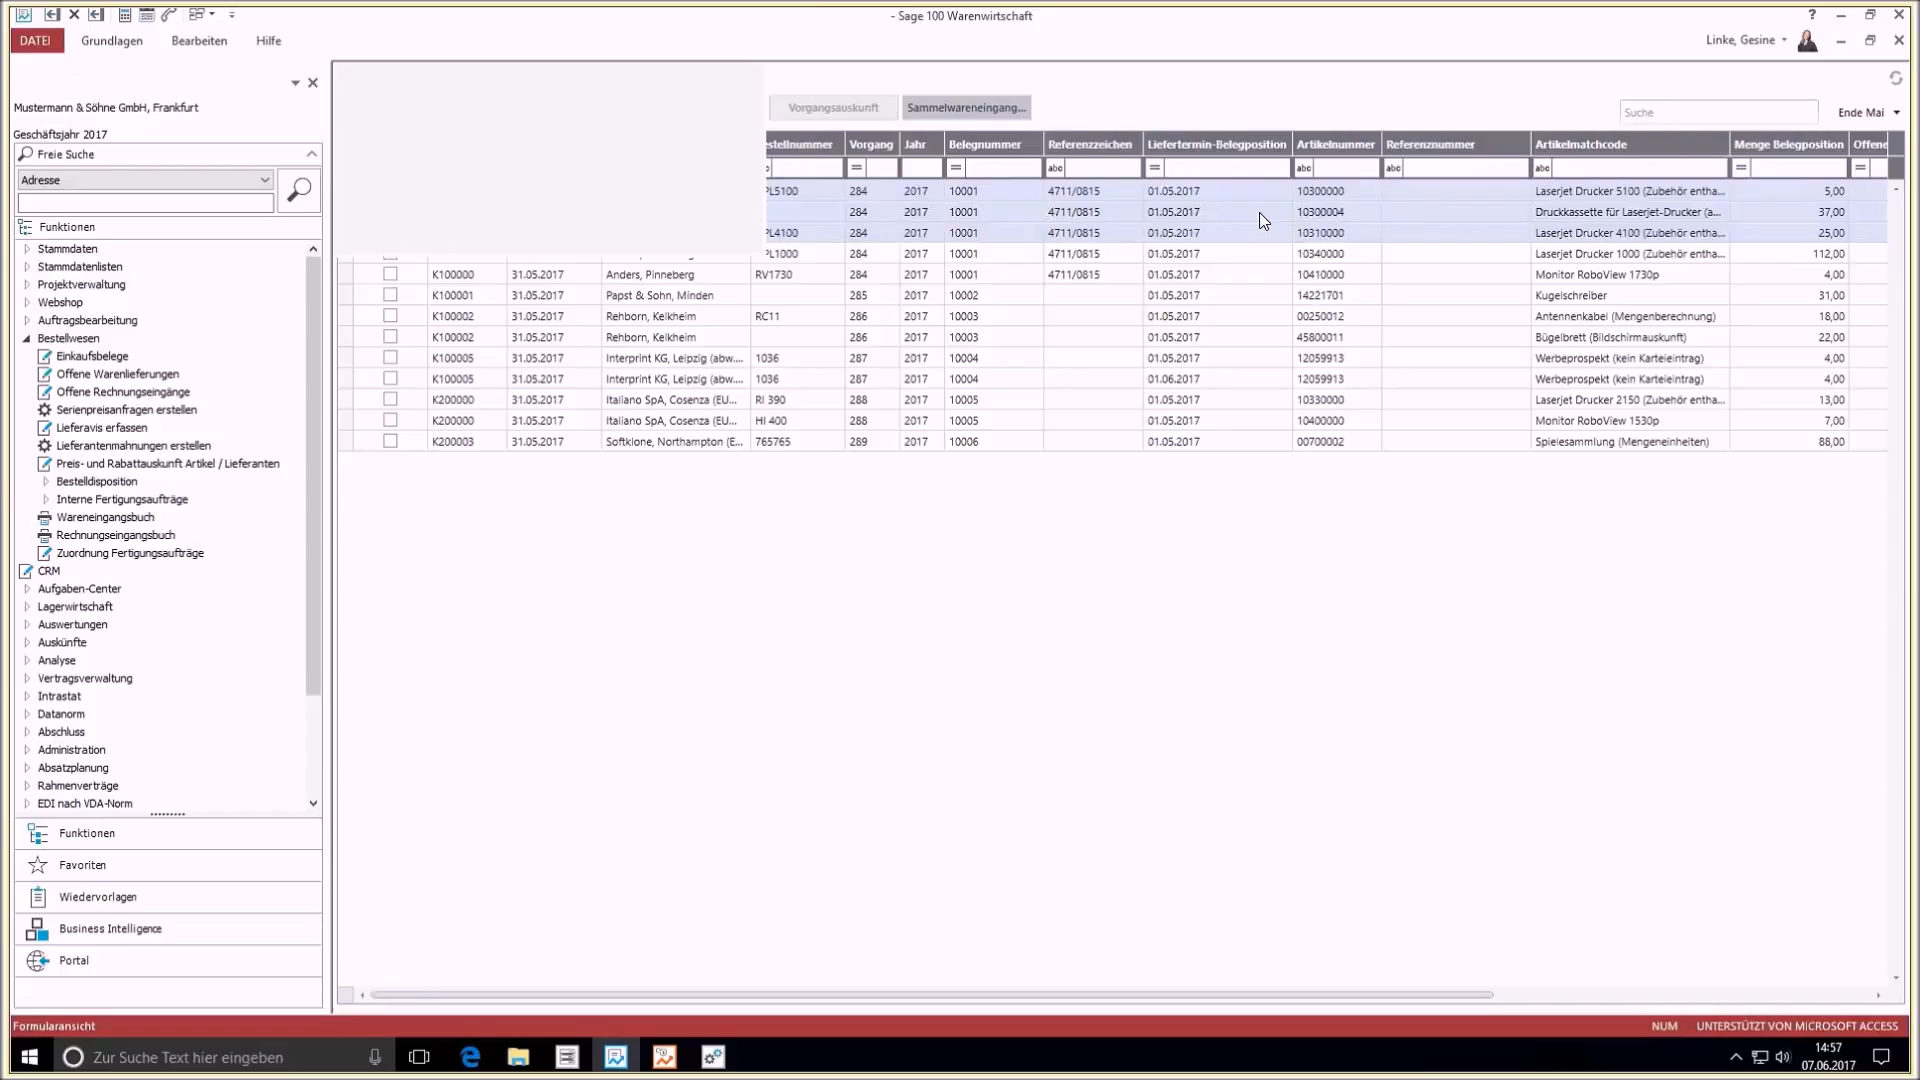 - Sage 100 Warenwirtschaft
?
DATEI Grundlagen Bearbeiten Hilfe
Linke, Gesine
Mustermann & Söhne GmbH, Frankfurt
Geschäftsjahr 2017
Freie Suche
Adresse
Funktionen
Stammdaten
Stammdatenlisten
Projektverwaltung
Webshop
Auftragsbearbeitung
Bestellwesen
Einkaufsbelege
Offene Warenlieferungen
Offene Rechnungseingänge
Serienpreisanfragen erstellen
Lieferavis erfassen
Lieferantenmahnungen erstellen
Preis- und Rabattauskunft Artikel / Lieferanten
Bestelldisposition
Interne Fertigungsaufträge
Wareneingangsbuch
Rechnungseingangsbuch
Zuordnung Fertigungsaufträge
CRM
Aufgaben-Center
Lagerwirtschaft
Auswertungen
Auskünfte
Analyse
Vertragsverwaltung
Intrastat
Datanorm
Abschluss
Administration
Absatzplanung
Rahmenverträge
EDI nach VDA-Norm
Funktionen
Favoriten
Wiedervorlagen
Business Intelligence
Portal
Vorgangsauskunft Sammelwareneingang...
Suche
Ende Mai
estellnummer Vorgang Jahr Belegnummer Referenzzeichen Liefertermin-Belegposition Artikelnummer Referenznummer Artikelmatchcode Menge Belegposition Offene
= = abc = abc abc abc = =
PL5100 284 2017 10001 4711/0815 01.05.2017 10300000 Laserjet Drucker 5100 (Zubehör entha... 5,00
284 2017 10001 4711/0815 01.05.2017 10300004 Druckkassette für Laserjet-Drucker (a... 37,00
PL4100 284 2017 10001 4711/0815 01.05.2017 10310000 Laserjet Drucker 4100 (Zubehör entha... 25,00
PL1000 284 2017 10001 4711/0815 01.05.2017 10340000 Laserjet Drucker 1000 (Zubehör entha... 112,00
K100000 31.05.2017 Anders, Pinneberg RV1730 284 2017 10001 4711/0815 01.05.2017 10410000 Monitor RoboView 1730p 4,00
K100001 31.05.2017 Papst & Sohn, Minden 285 2017 10002 01.05.2017 14221701 Kugelschreiber 31,00
K100002 31.05.2017 Rehborn, Kelkheim RC11 286 2017 10003 01.05.2017 00250012 Antennenkabel (Mengenberechnung) 18,00
K100002 31.05.2017 Rehborn, Kelkheim 286 2017 10003 01.05.2017 45800011 Bügelbrett (Bildschirmauskunft) 22,00
K100005 31.05.2017 Interprint KG, Leipzig (abw.... 1036 287 2017 10004 01.05.2017 12059913 Werbeprospekt (kein Karteieintrag) 4,00
K100005 31.05.2017 Interprint KG, Leipzig (abw.... 1036 287 2017 10004 01.06.2017 12059913 Werbeprospekt (kein Karteieintrag) 4,00
K200000 31.05.2017 Italiano SpA, Cosenza (EU... RI 390 288 2017 10005 01.05.2017 10330000 Laserjet Drucker 2150 (Zubehör entha... 13,00
K200000 31.05.2017 Italiano SpA, Cosenza (EU... HI 400 288 2017 10005 01.05.2017 10400000 Monitor RoboView 1530p 7,00
K200003 31.05.2017 Softklone, Northampton (E... 765765 289 2017 10006 01.05.2017 00700002 Spielesammlung (Mengeneinheiten) 88,00
Formularansicht
NUM UNTERSTÜTZT VON MICROSOFT ACCESS
Zur Suche Text hier eingeben
14:57
07.06.2017